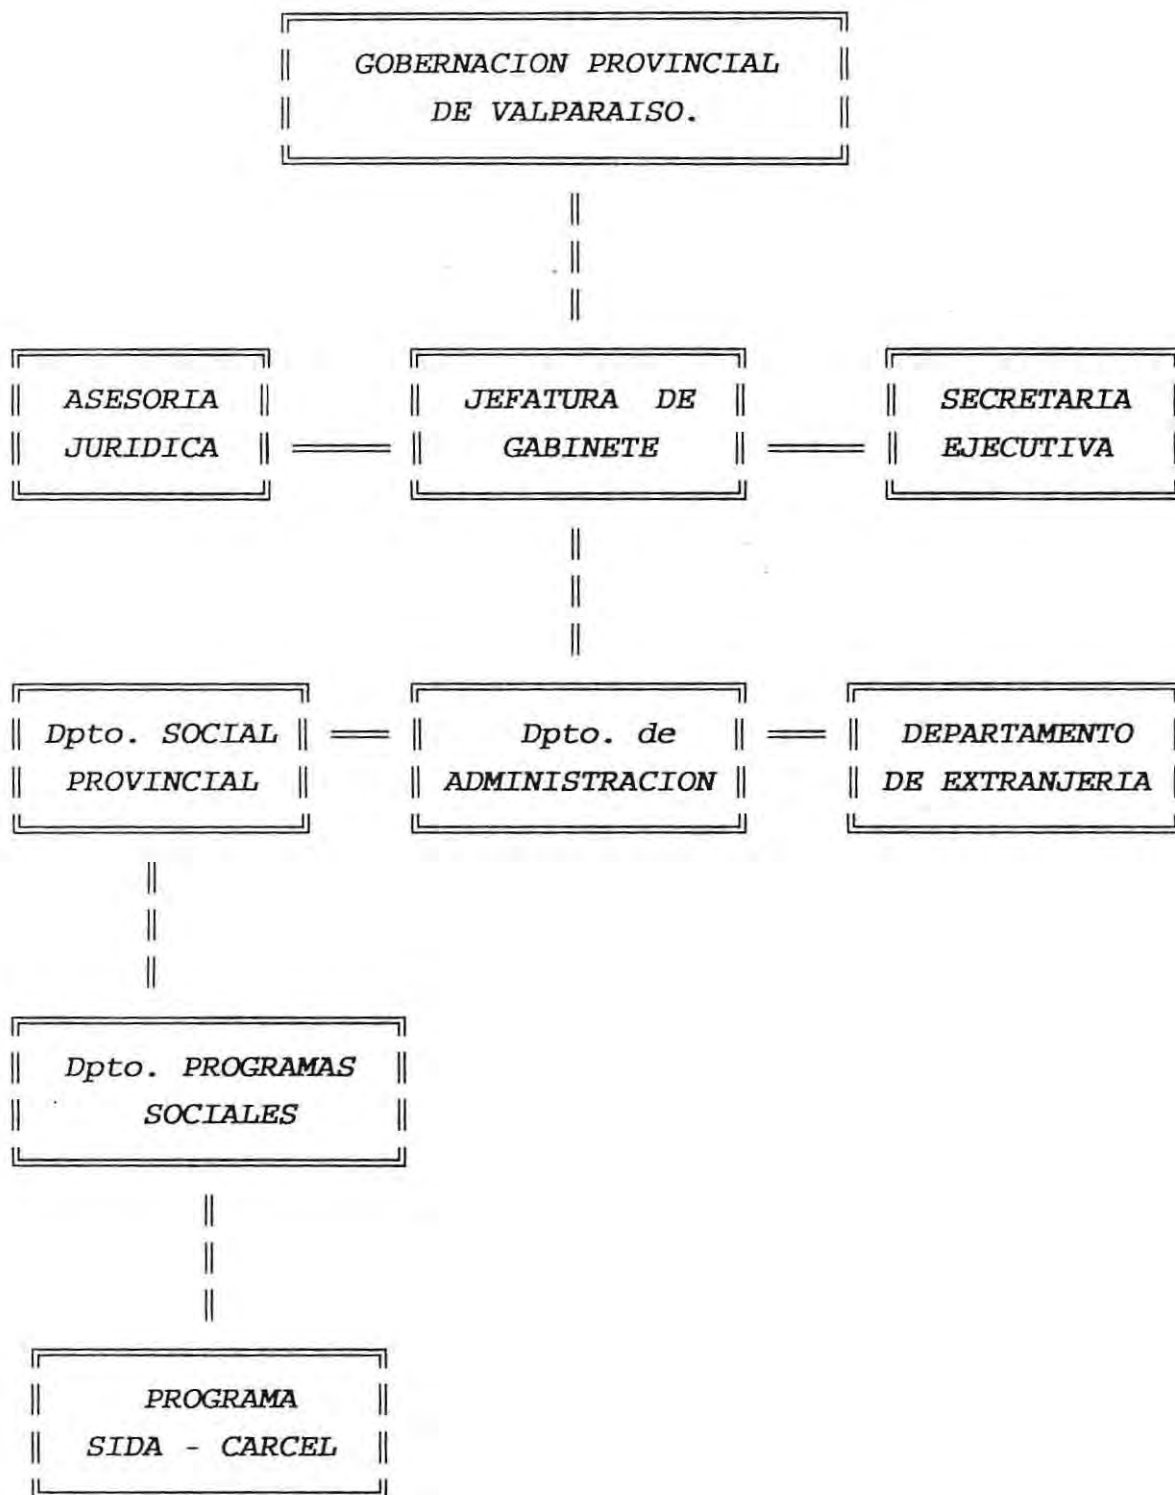 GOBERNACION PROVINCIAL
DE VALPARAISO.
ASESORIA
JURIDICA
JEFATURA DE
GABINETE
SECRETARIA
EJECUTIVA
Dpto. SOCIAL
PROVINCIAL
Dpto. de
ADMINISTRACION
DEPARTAMENTO
DE EXTRANJERIA
Dpto. PROGRAMAS
SOCIALES
PROGRAMA
SIDA - CARCEL